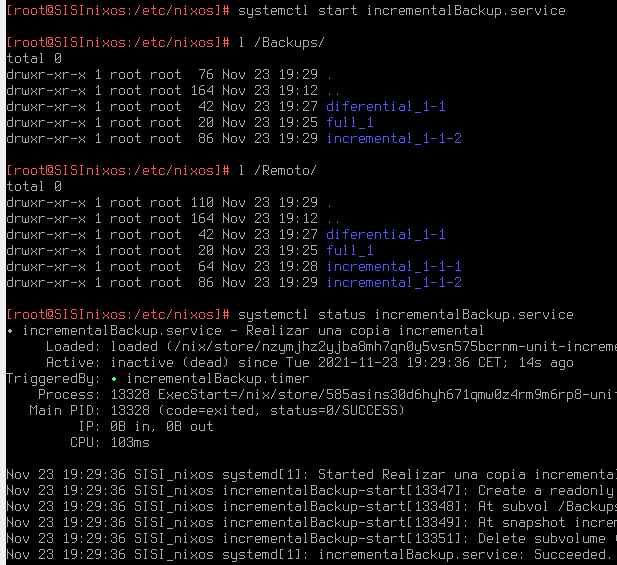 [root@SISInixos:/etc/nixos]# systemctl start incrementalBackup.service
[root@SISInixos:/etc/nixos]# l /Backups/
total 0
drwxr-xr-x 1 root root  76 Nov 23 19:29 .
drwxr-xr-x 1 root root 164 Nov 23 19:12 ..
drwxr-xr-x 1 root root  42 Nov 23 19:27 diferential_1-1
drwxr-xr-x 1 root root  20 Nov 23 19:25 full_1
drwxr-xr-x 1 root root  86 Nov 23 19:29 incremental_1-1-2
[root@SISInixos:/etc/nixos]# l /Remoto/
total 0
drwxr-xr-x 1 root root 110 Nov 23 19:29 .
drwxr-xr-x 1 root root 164 Nov 23 19:12 ..
drwxr-xr-x 1 root root  42 Nov 23 19:27 diferential_1-1
drwxr-xr-x 1 root root  20 Nov 23 19:25 full_1
drwxr-xr-x 1 root root  64 Nov 23 19:28 incremental_1-1-1
drwxr-xr-x 1 root root  86 Nov 23 19:29 incremental_1-1-2
[root@SISInixos:/etc/nixos]# systemctl status incrementalBackup.service
• incrementalBackup.service - Realizar una copia incremental
Loaded: loaded (/nix/store/nzymjhz2yjba8mh7qn0y5vsn575bcrnm-unit-increme
Active: inactive (dead) since Tue 2021-11-23 19:29:36 CET; 14s ago
TriggeredBy: • incrementalBackup.timer
Process: 13328 ExecStart=/nix/store/585asins30d6hyh671qmw0z4rm9m6rp8-uni
Main PID: 13328 (code=exited, status=0/SUCCESS)
IP: 0B in, 0B out
CPU: 103ms
Nov 23 19:29:36 SISI_nixos systemd[1]: Started Realizar una copia incremental
Nov 23 19:29:36 SISI_nixos incrementalBackup-start[13347]: Create a readonly
Nov 23 19:29:36 SISI_nixos incrementalBackup-start[13348]: At subvol /Backups
Nov 23 19:29:36 SISI_nixos incrementalBackup-start[13349]: At snapshot increm
Nov 23 19:29:36 SISI_nixos incrementalBackup-start[13351]: Delete subvolume (
Nov 23 19:29:36 SISI_nixos systemd[1]: incrementalBackup.service: Succeeded.